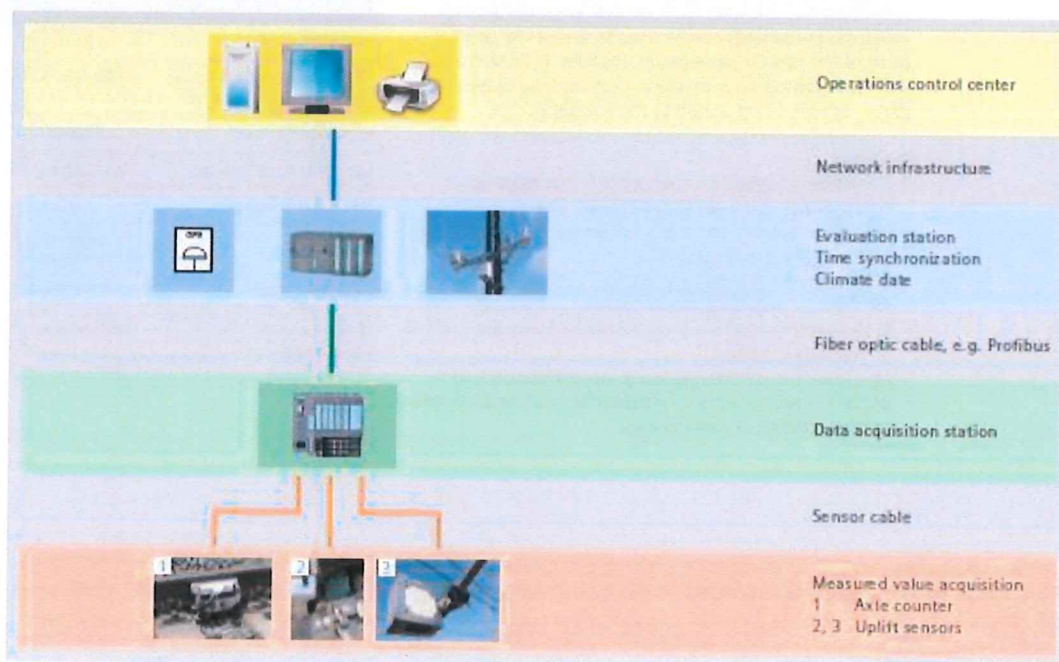 Operations control center
Network infrastructure
GPS
Evaluation station
Time synchronization
Climate date
Fiber optic cable, e.g. Profibus
Data acquisition station
Sensor cable
1
2
3
Measured value acquisition
1 Axle counter
2, 3 Uplift sensors